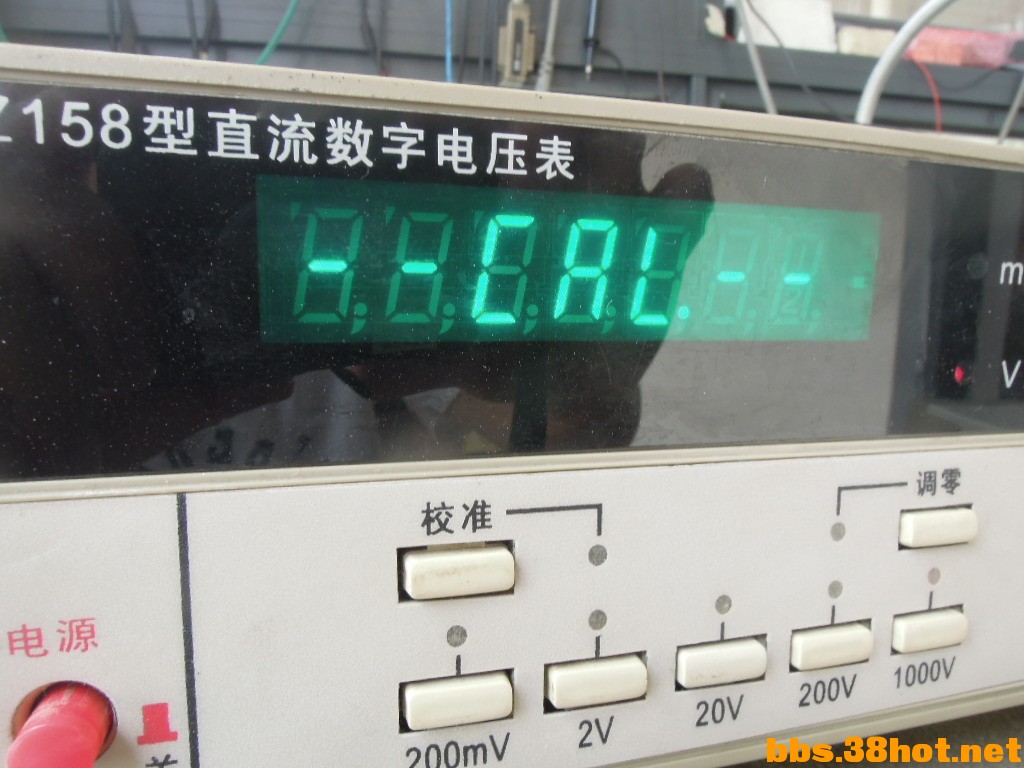 Z158型直流数字电压表
--CAL.--
m
V
校准
调零
电源
200mV
2V
20V
200V
1000V
bbs.38hot.net